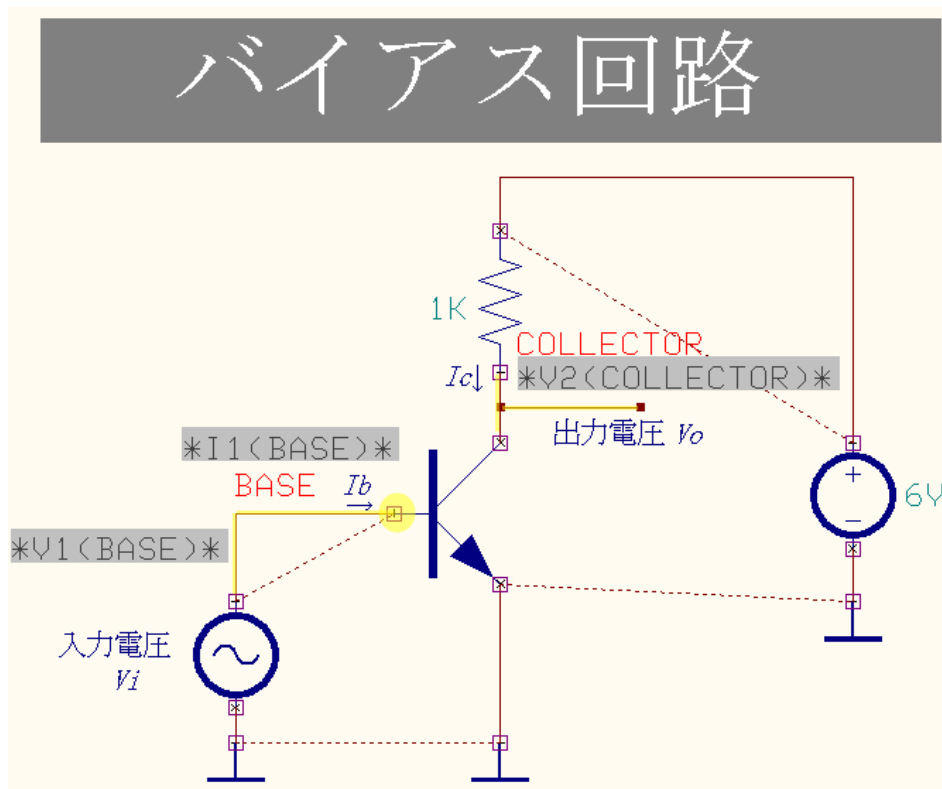 バイアス回路
1K
COLLECTOR
Ic↓
*V2(COLLECTOR)*
出力電圧 Vo
*I1(BASE)*
BASE
Ib
→
*V1(BASE)*
+
−
6V
入力電圧
Vi